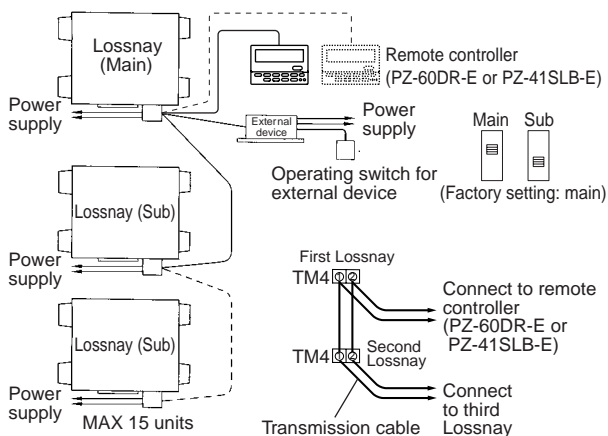 Lossnay
(Main)
Remote controller
(PZ-60DR-E or PZ-41SLB-E)
Power
supply
External
device
Power
supply
Main Sub
Operating switch for
external device
(Factory setting: main)
Lossnay (Sub)
Power
supply
First Lossnay
TM4
Connect to remote
controller
(PZ-60DR-E or
PZ-41SLB-E)
Lossnay (Sub)
TM4
Second
Lossnay
Power
supply
MAX 15 units
Transmission cable
Connect
to third
Lossnay